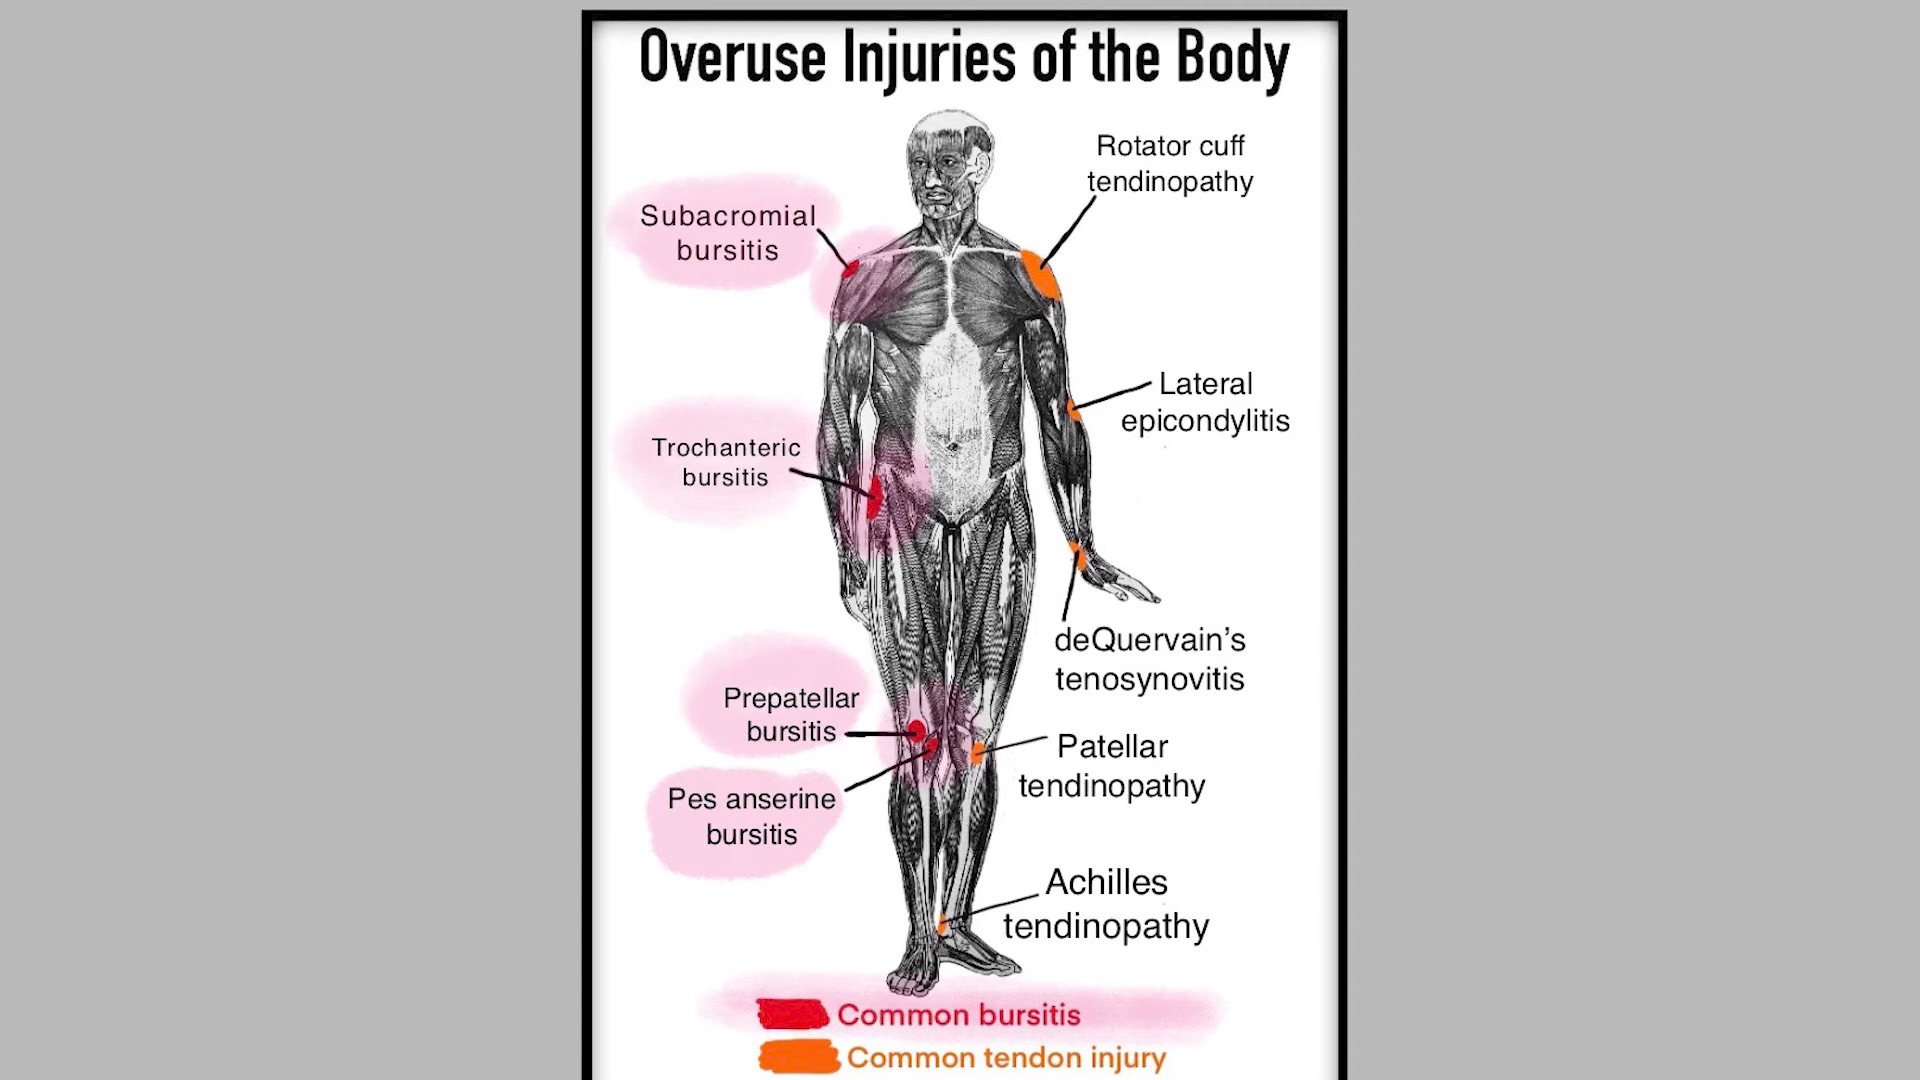 Overuse Injuries of the Body
Rotator cuff
tendinopathy
Subacromial
bursitis
Lateral
epicondylitis
Trochanteric
bursitis
deQuervain’s
tenosynovitis
Prepatellar
bursitis
Patellar
tendinopathy
Pes anserine
bursitis
Achilles
tendinopathy
Common bursitis
Common tendon injury